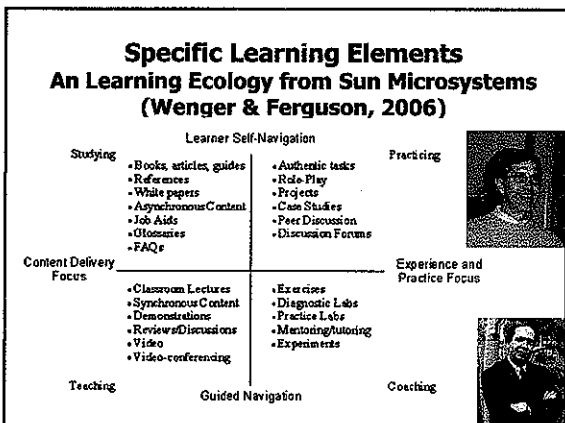 Specific Learning Elements
An Learning Ecology from Sun Microsystems
(Wenger & Ferguson, 2006)
Learner Self-Navigation
Studying
• Books, articles, guides
• References
• White papers
• Asynchronous Content
• Job Aids
• Glossaries
• FAQs
• Authentic tasks
• Role-Play
• Projects
• Case Studies
• Peer Discussion
• Discussion Forums
Practicing
Content Delivery
Focus
Experience and
Practice Focus
• Classroom Lectures
• Synchronous Content
• Demonstrations
• Reviews/Discussions
• Video
• Video-conferencing
• Exercises
• Diagnostic Labs
• Practice Labs
• Mentoring/tutoring
• Experiments
Teaching
Guided Navigation
Coaching